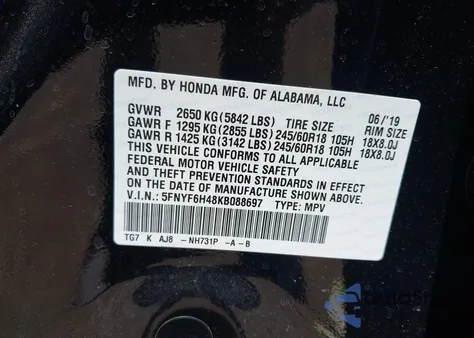 MFD. BY HONDA MFG. OF ALABAMA, LLC
GVWR 2650 KG(5842 LBS) TIRE SIZE 06/'19 RIM SIZE
GAWR F 1295 KG(2855 LBS)245/60R18 105H 18X8.0J
GAWR R 1425 KG(3142 LBS)245/60R18 105H 18X8.0J
THIS VEHICLE CONFORMS TO ALL APPLICABLE
FEDERAL MOTOR VEHICLE SAFETY
AND THEFT PREVENTION STANDARDS IN EFFECT
ON THE DATE OF MANUFACTURE SHOWN ABOVE.
V.I.N.: 5FNYF6H48KB088697 TYPE: MPV
TG7 K AJ8 - NH731P -A - B